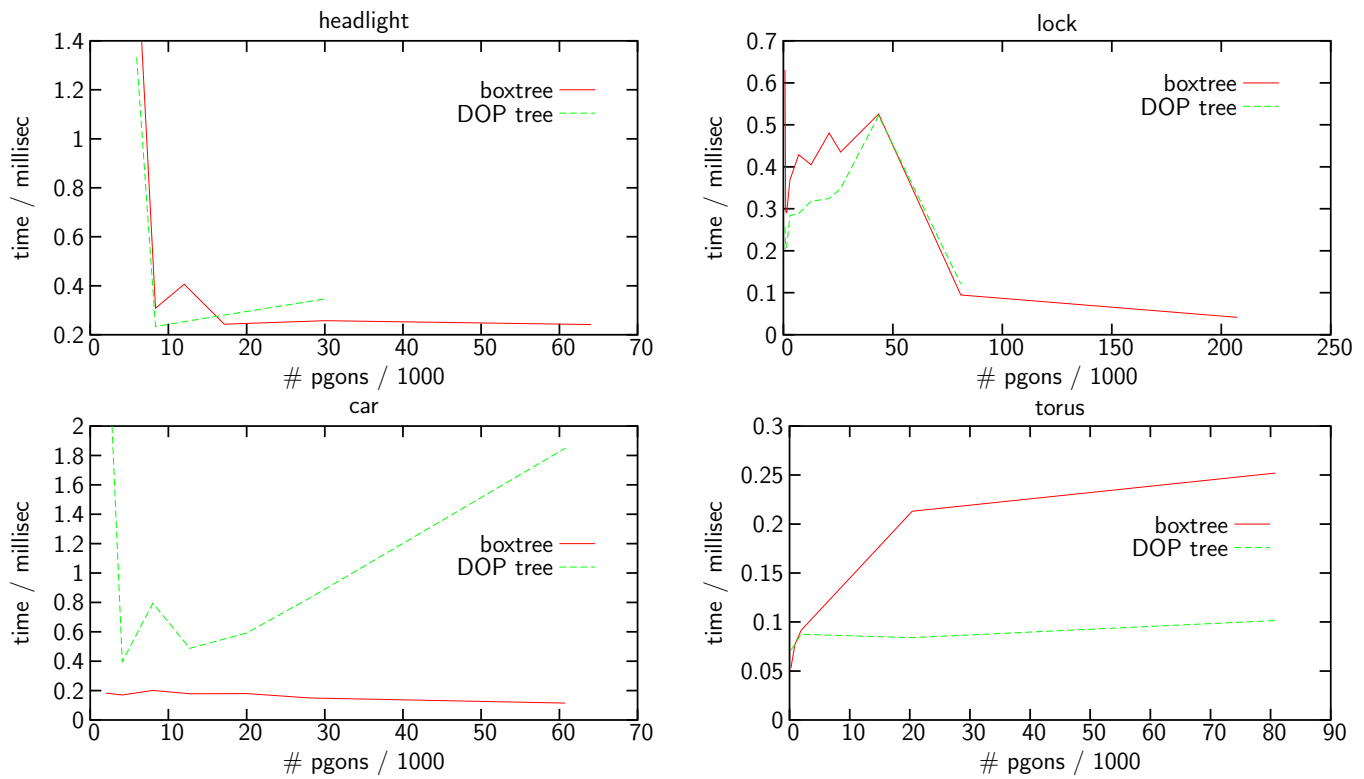 headlight
1.4
1.2
1
0.8
0.6
0.4
0.2
time / millisec
boxtree
DOP tree
0 10 20 30 40 50 60 70
# pgons / 1000
lock
0.7
0.6
0.5
0.4
0.3
0.2
0.1
0
time / millisec
boxtree
DOP tree
0 50 100 150 200 250
# pgons / 1000
car
2
1.8
1.6
1.4
1.2
1
0.8
0.6
0.4
0.2
0
time / millisec
boxtree
DOP tree
0 10 20 30 40 50 60 70
# pgons / 1000
torus
0.3
0.25
0.2
0.15
0.1
0.05
0
time / millisec
boxtree
DOP tree
0 10 20 30 40 50 60 70 80 90
# pgons / 1000